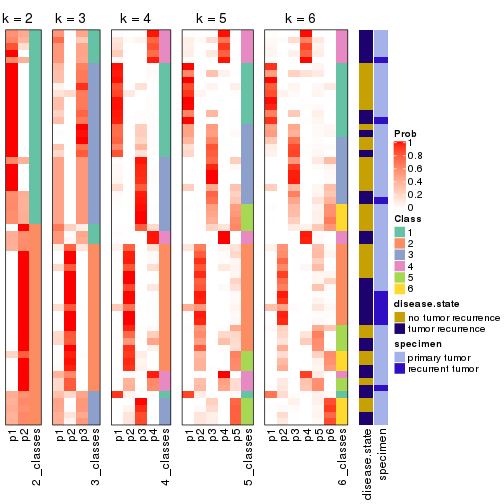 k = 2 k = 3 k = 4 k = 5 k = 6
Prob
1
0.8
0.6
0.4
0.2
0
Class
1
2
3
4
5
6
disease.state
no tumor recurrence
tumor recurrence
specimen
primary tumor
recurrent tumor
p1 p2 2_classes p1 p2 p3 3_classes p1 p2 p3 p4 4_classes p1 p2 p3 p4 p5 5_classes p1 p2 p3 p4 p5 p6 6_classes disease.state specimen